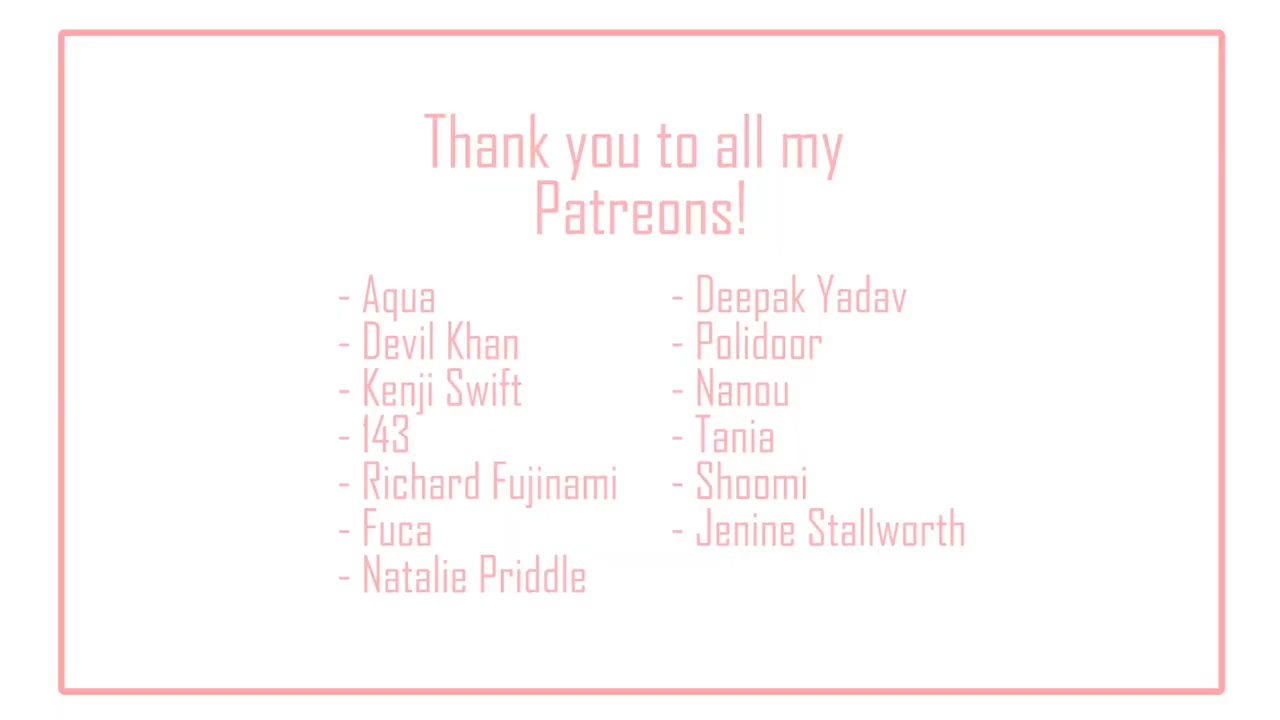 Thank you to all my
Patreons!
- Aqua
- Devil Khan
- Kenji Swift
- 143
- Richard Fujinami
- Fuca
- Natalie Priddle
- Deepak Yadav
- Polidoor
- Nanou
- Tania
- Shoomi
- Jenine Stallworth